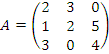 A = (2 3 0
1 2 5
3 0 4)